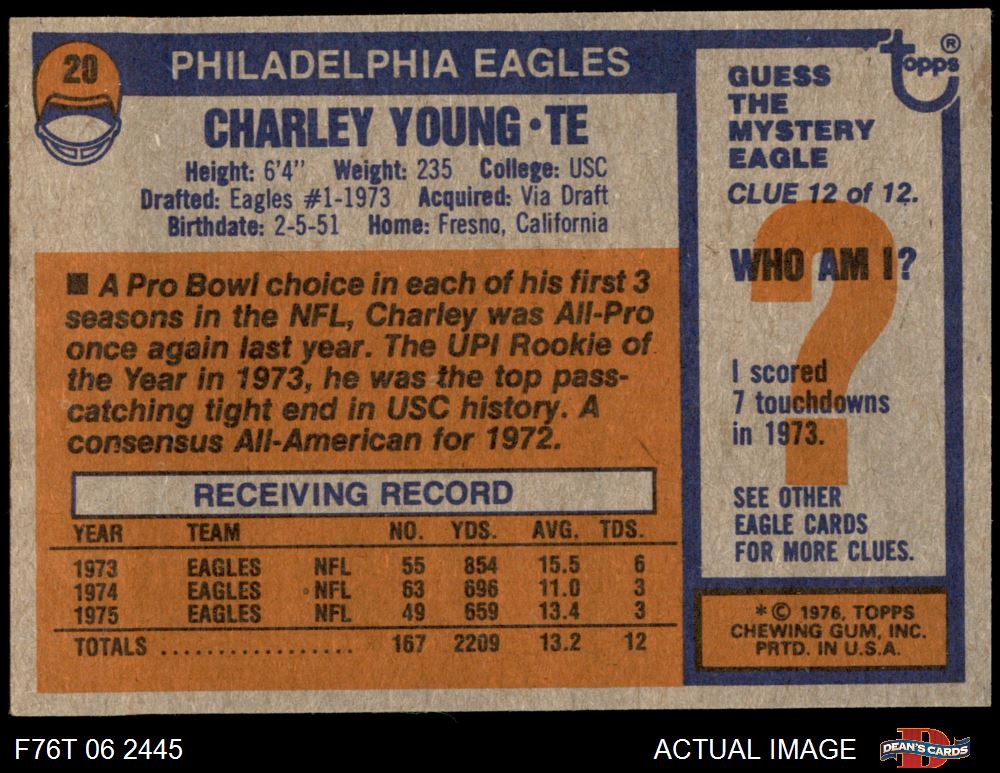 20
PHILADELPHIA EAGLES
CHARLEY YOUNG • TE
Height: 6'4" Weight: 235 College: USC
Drafted: Eagles #1-1973 Acquired: Via Draft
Birthdate: 2-5-51 Home: Fresno, California
■ A Pro Bowl choice in each of his first 3
seasons in the NFL, Charley was All-Pro
once again last year. The UPI Rookie of
the Year in 1973, he was the top pass-
catching tight end in USC history. A
consensus All-American for 1972.
RECEIVING RECORD
YEAR TEAM NO. YDS. AVG. TDS.
1973 EAGLES NFL 55 854 15.5 6
1974 EAGLES NFL 63 696 11.0 3
1975 EAGLES NFL 49 659 13.4 3
TOTALS .................. 167 2209 13.2 12
topps ®
GUESS
THE
MYSTERY
EAGLE
CLUE 12 of 12.
WHO AM I?
?
I scored
7 touchdowns
in 1973.
SEE OTHER
EAGLE CARDS
FOR MORE CLUES.
* © 1976, TOPPS
CHEWING GUM, INC.
PRTD. IN U.S.A.
F76T 06 2445
ACTUAL IMAGE
D
DEAN'S CARDS